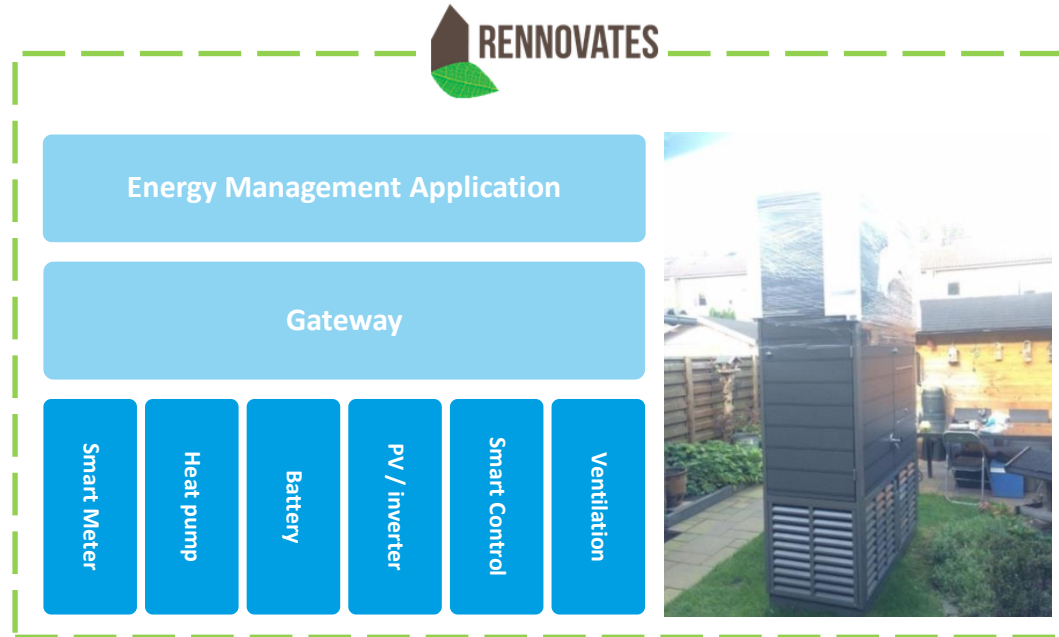 RENNOVATES
Energy Management Application
Gateway
Smart Meter
Heat pump
Battery
PV / inverter
Smart Control
Ventilation